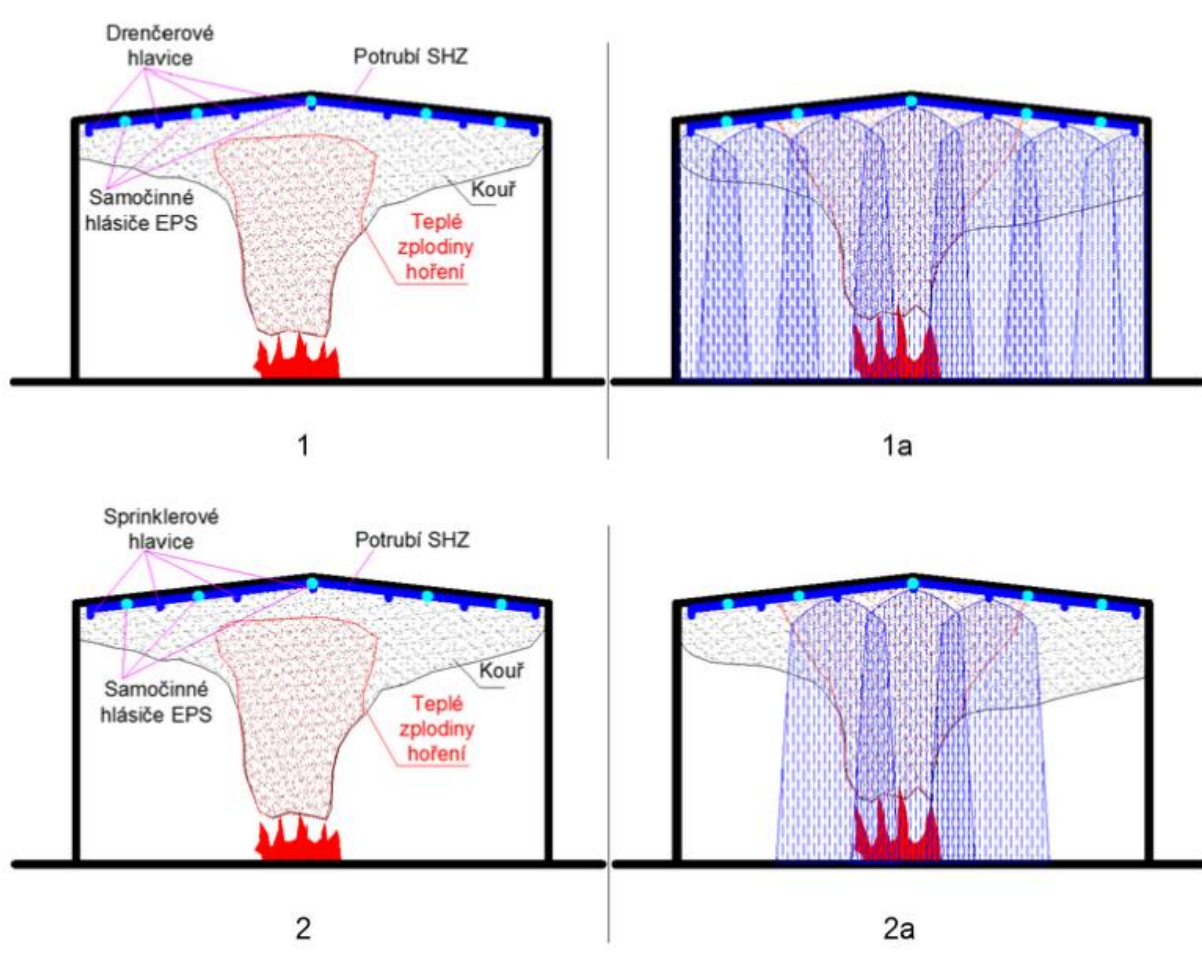 Drenčerové
hlavice
Potrubí SHZ
Samočinné
hlásiče EPS
Kouř
Teplé
zplodiny
hoření
1
1a
Sprinklerové
hlavice
Potrubí SHZ
Samočinné
hlásiče EPS
Kouř
Teplé
zplodiny
hoření
2
2a